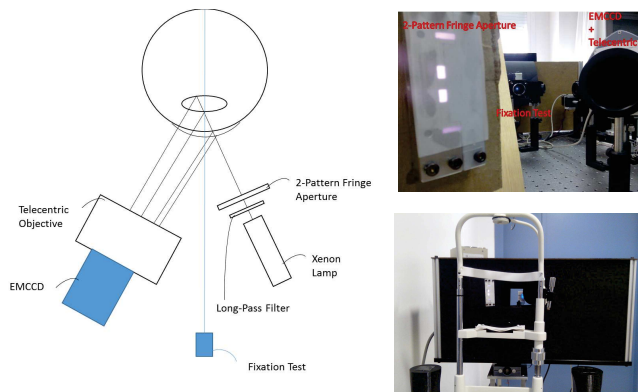 Telecentric
Objective
EMCCD
2-Pattern Fringe
Aperture
Xenon
Lamp
Long-Pass Filter
Fixation Test
2-Pattern Fringe Aperture
EMCCD
+
Telecentric
Fixation Test